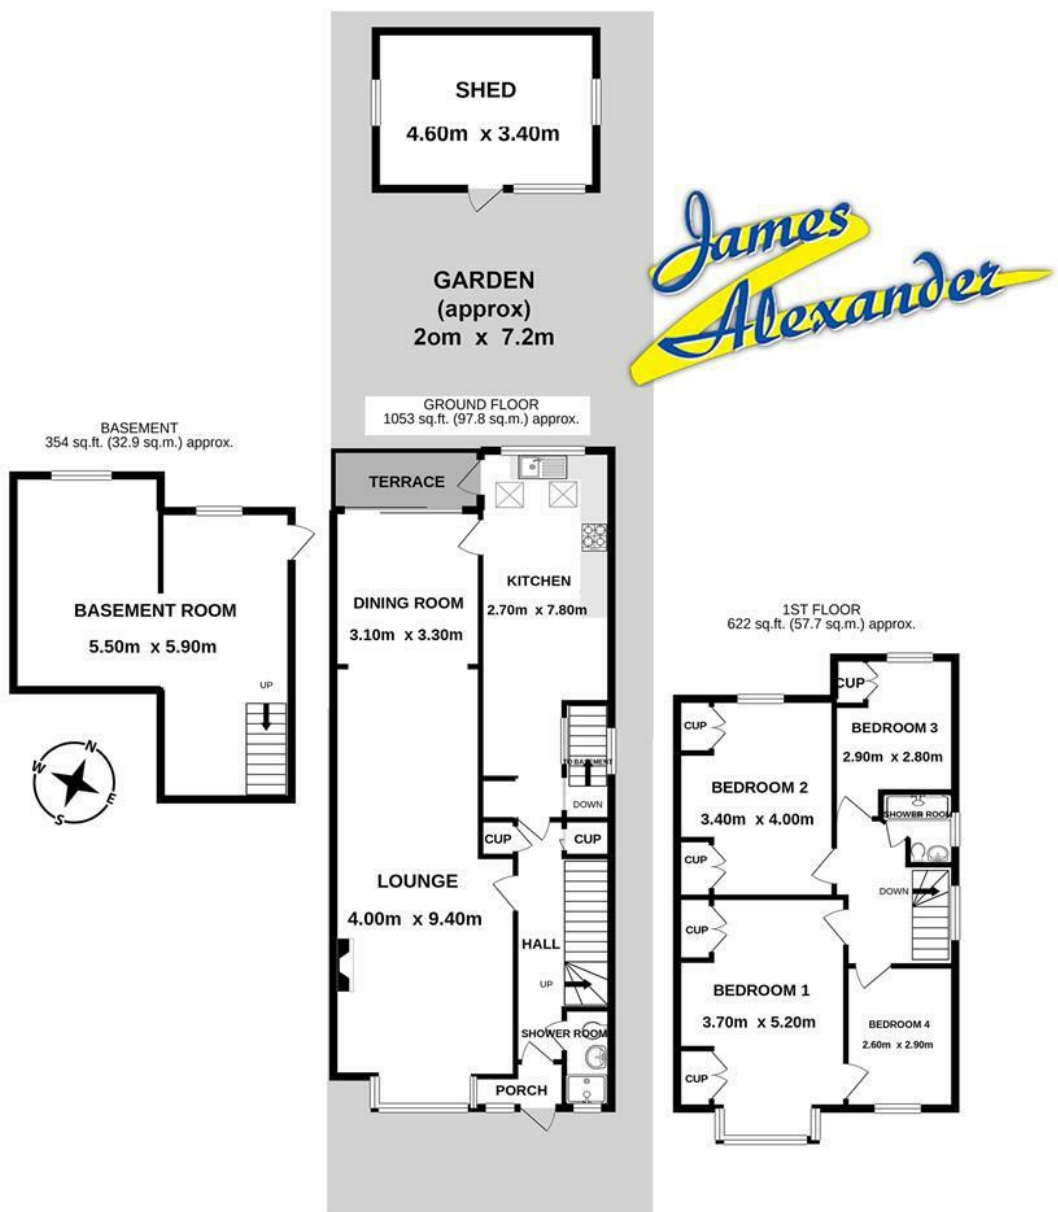 SHED
4.60m x 3.40m
James
Alexander
GARDEN
(approx)
2om x 7.2m
GROUND FLOOR
1053 sq.ft. (97.8 sq.m.) approx.
TERRACE
KITCHEN
2.70m x 7.80m
DINING ROOM
3.10m x 3.30m
TO BASEMENT
DOWN
CUP
CUP
LOUNGE
4.00m x 9.40m
HALL
UP
SHOWER ROOM
PORCH
BASEMENT
354 sq.ft. (32.9 sq.m.) approx.
BASEMENT ROOM
5.50m x 5.90m
UP
N
W
E
S
1ST FLOOR
622 sq.ft. (57.7 sq.m.) approx.
CUP
CUP
BEDROOM 3
2.90m x 2.80m
BEDROOM 2
3.40m x 4.00m
SHOWER ROOM
CUP
DOWN
CUP
BEDROOM 1
3.70m x 5.20m
BEDROOM 4
2.60m x 2.90m
CUP